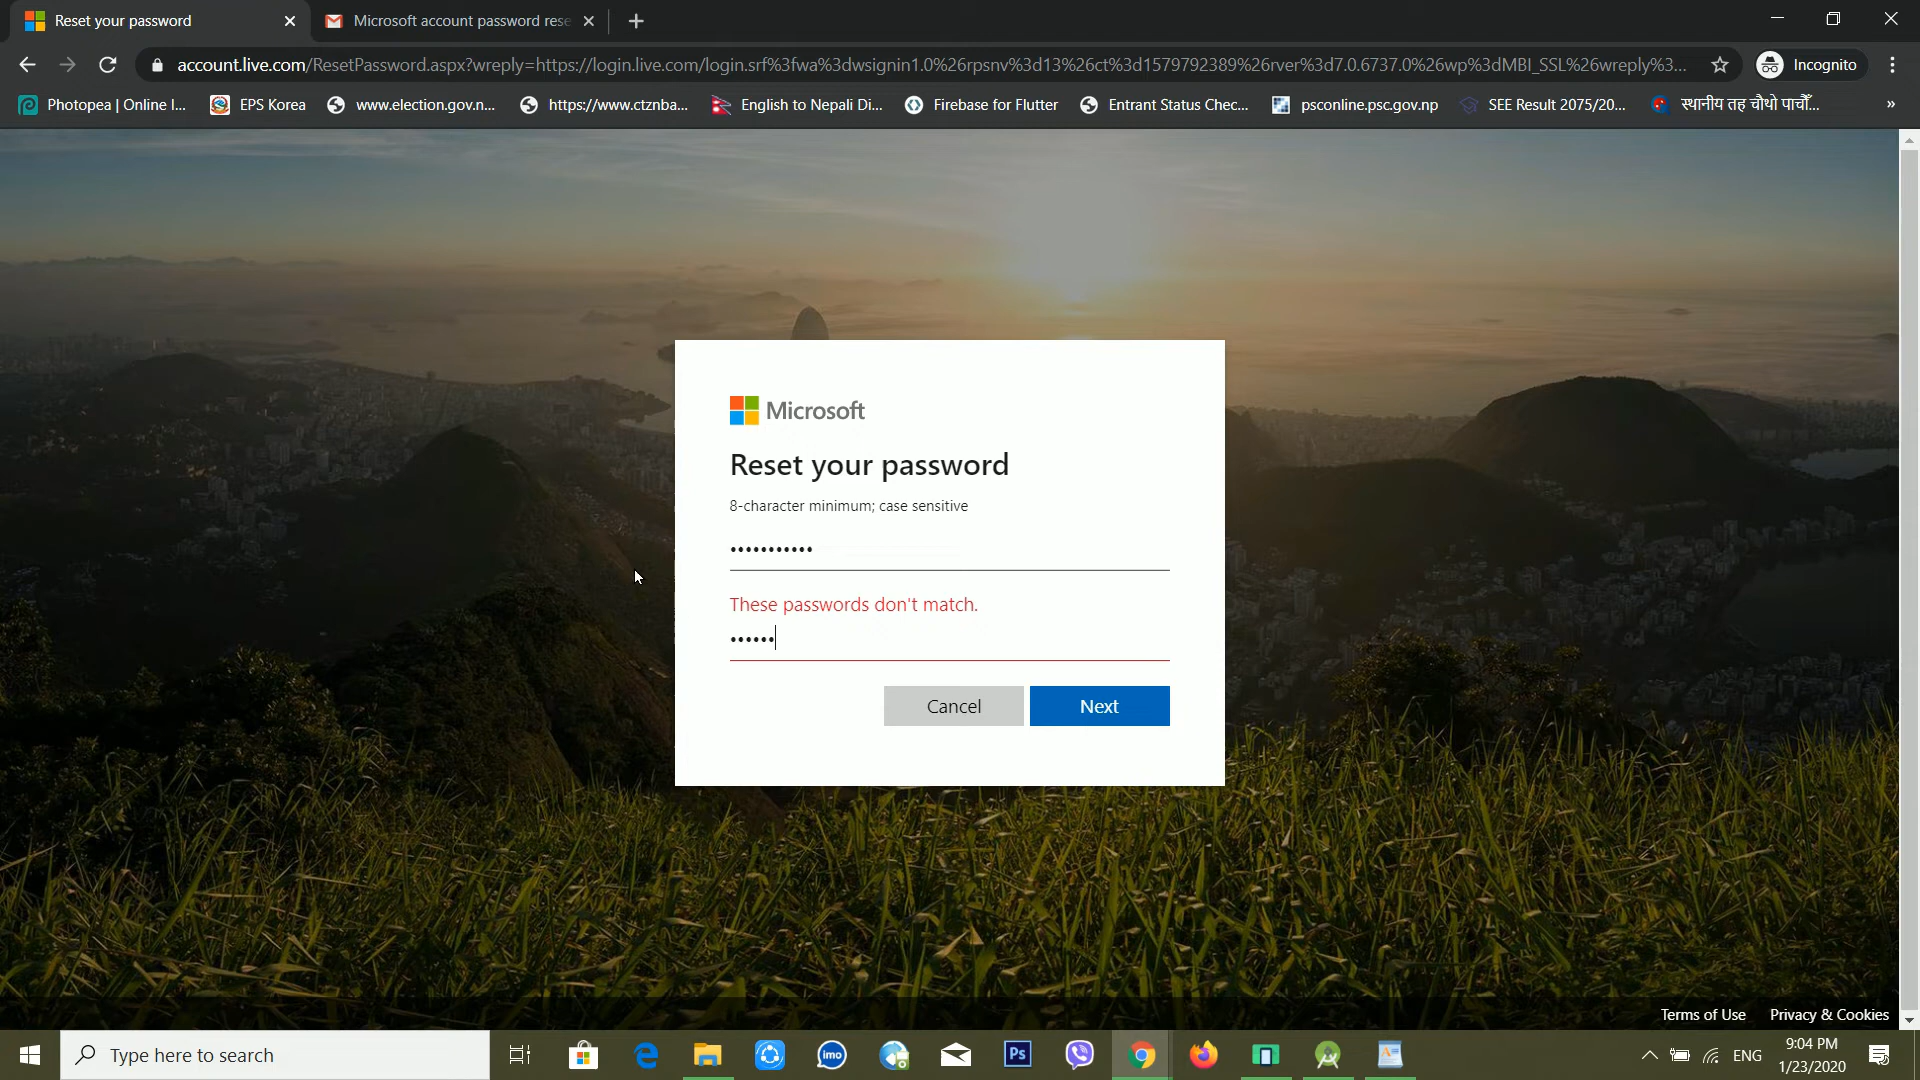 Reset your password
Microsoft account password rese
account.live.com/ResetPassword.aspx?wreply=https://login.live.com/login.srf%3fwa%3dwsignin1.0%26rpsnv%3d13%26ct%3d1579792389%26rver%3d7.0.6737.0%26wp%3dMBI_SSL%26wreply%3...
Incognito
Photopea | Online I...
EPS Korea
www.election.gov.n...
https://www.ctznba...
English to Nepali Di...
Firebase for Flutter
Entrant Status Chec...
psconline.psc.gov.np
SEE Result 2075/20...
स्थानीय तह चौथो पाचौँ...
»
Microsoft
Reset your password
8-character minimum; case sensitive
•••••••••••
These passwords don't match.
••••••
Cancel
Next
Terms of Use
Privacy & Cookies
Type here to search
imo
Ps
ENG
9:04 PM
1/23/2020